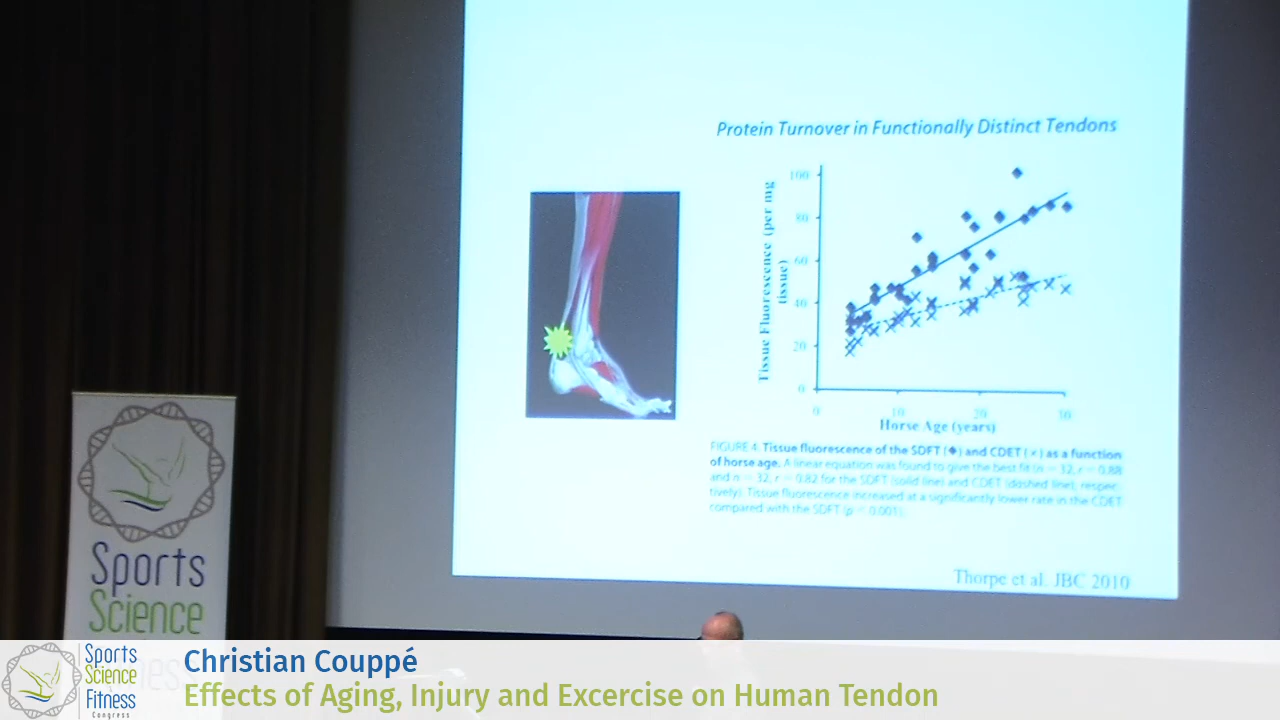 Protein Turnover in Functionally Distinct Tendons
Tissue Fluorescence (per mg
tissue)
100
80
60
40
20
0
0 10 20 30
Horse Age (years)
FIGURE 4. Tissue fluorescence of the SDFT (◆) and CDET (×) as a function
of horse age. A linear equation was found to give the best fit (n = 32, r = 0.88
and n = 32, r = 0.82 for the SDFT (solid line) and CDET (dashed line), respec-
tively). Tissue fluorescence increased at a significantly lower rate in the CDET
compared with the SDFT (p < 0.001).
Thorpe et al. JBC 2010
Sports
Science
Sports
Science
Fitness
Congress
Christian Couppé
Effects of Aging, Injury and Excercise on Human Tendon